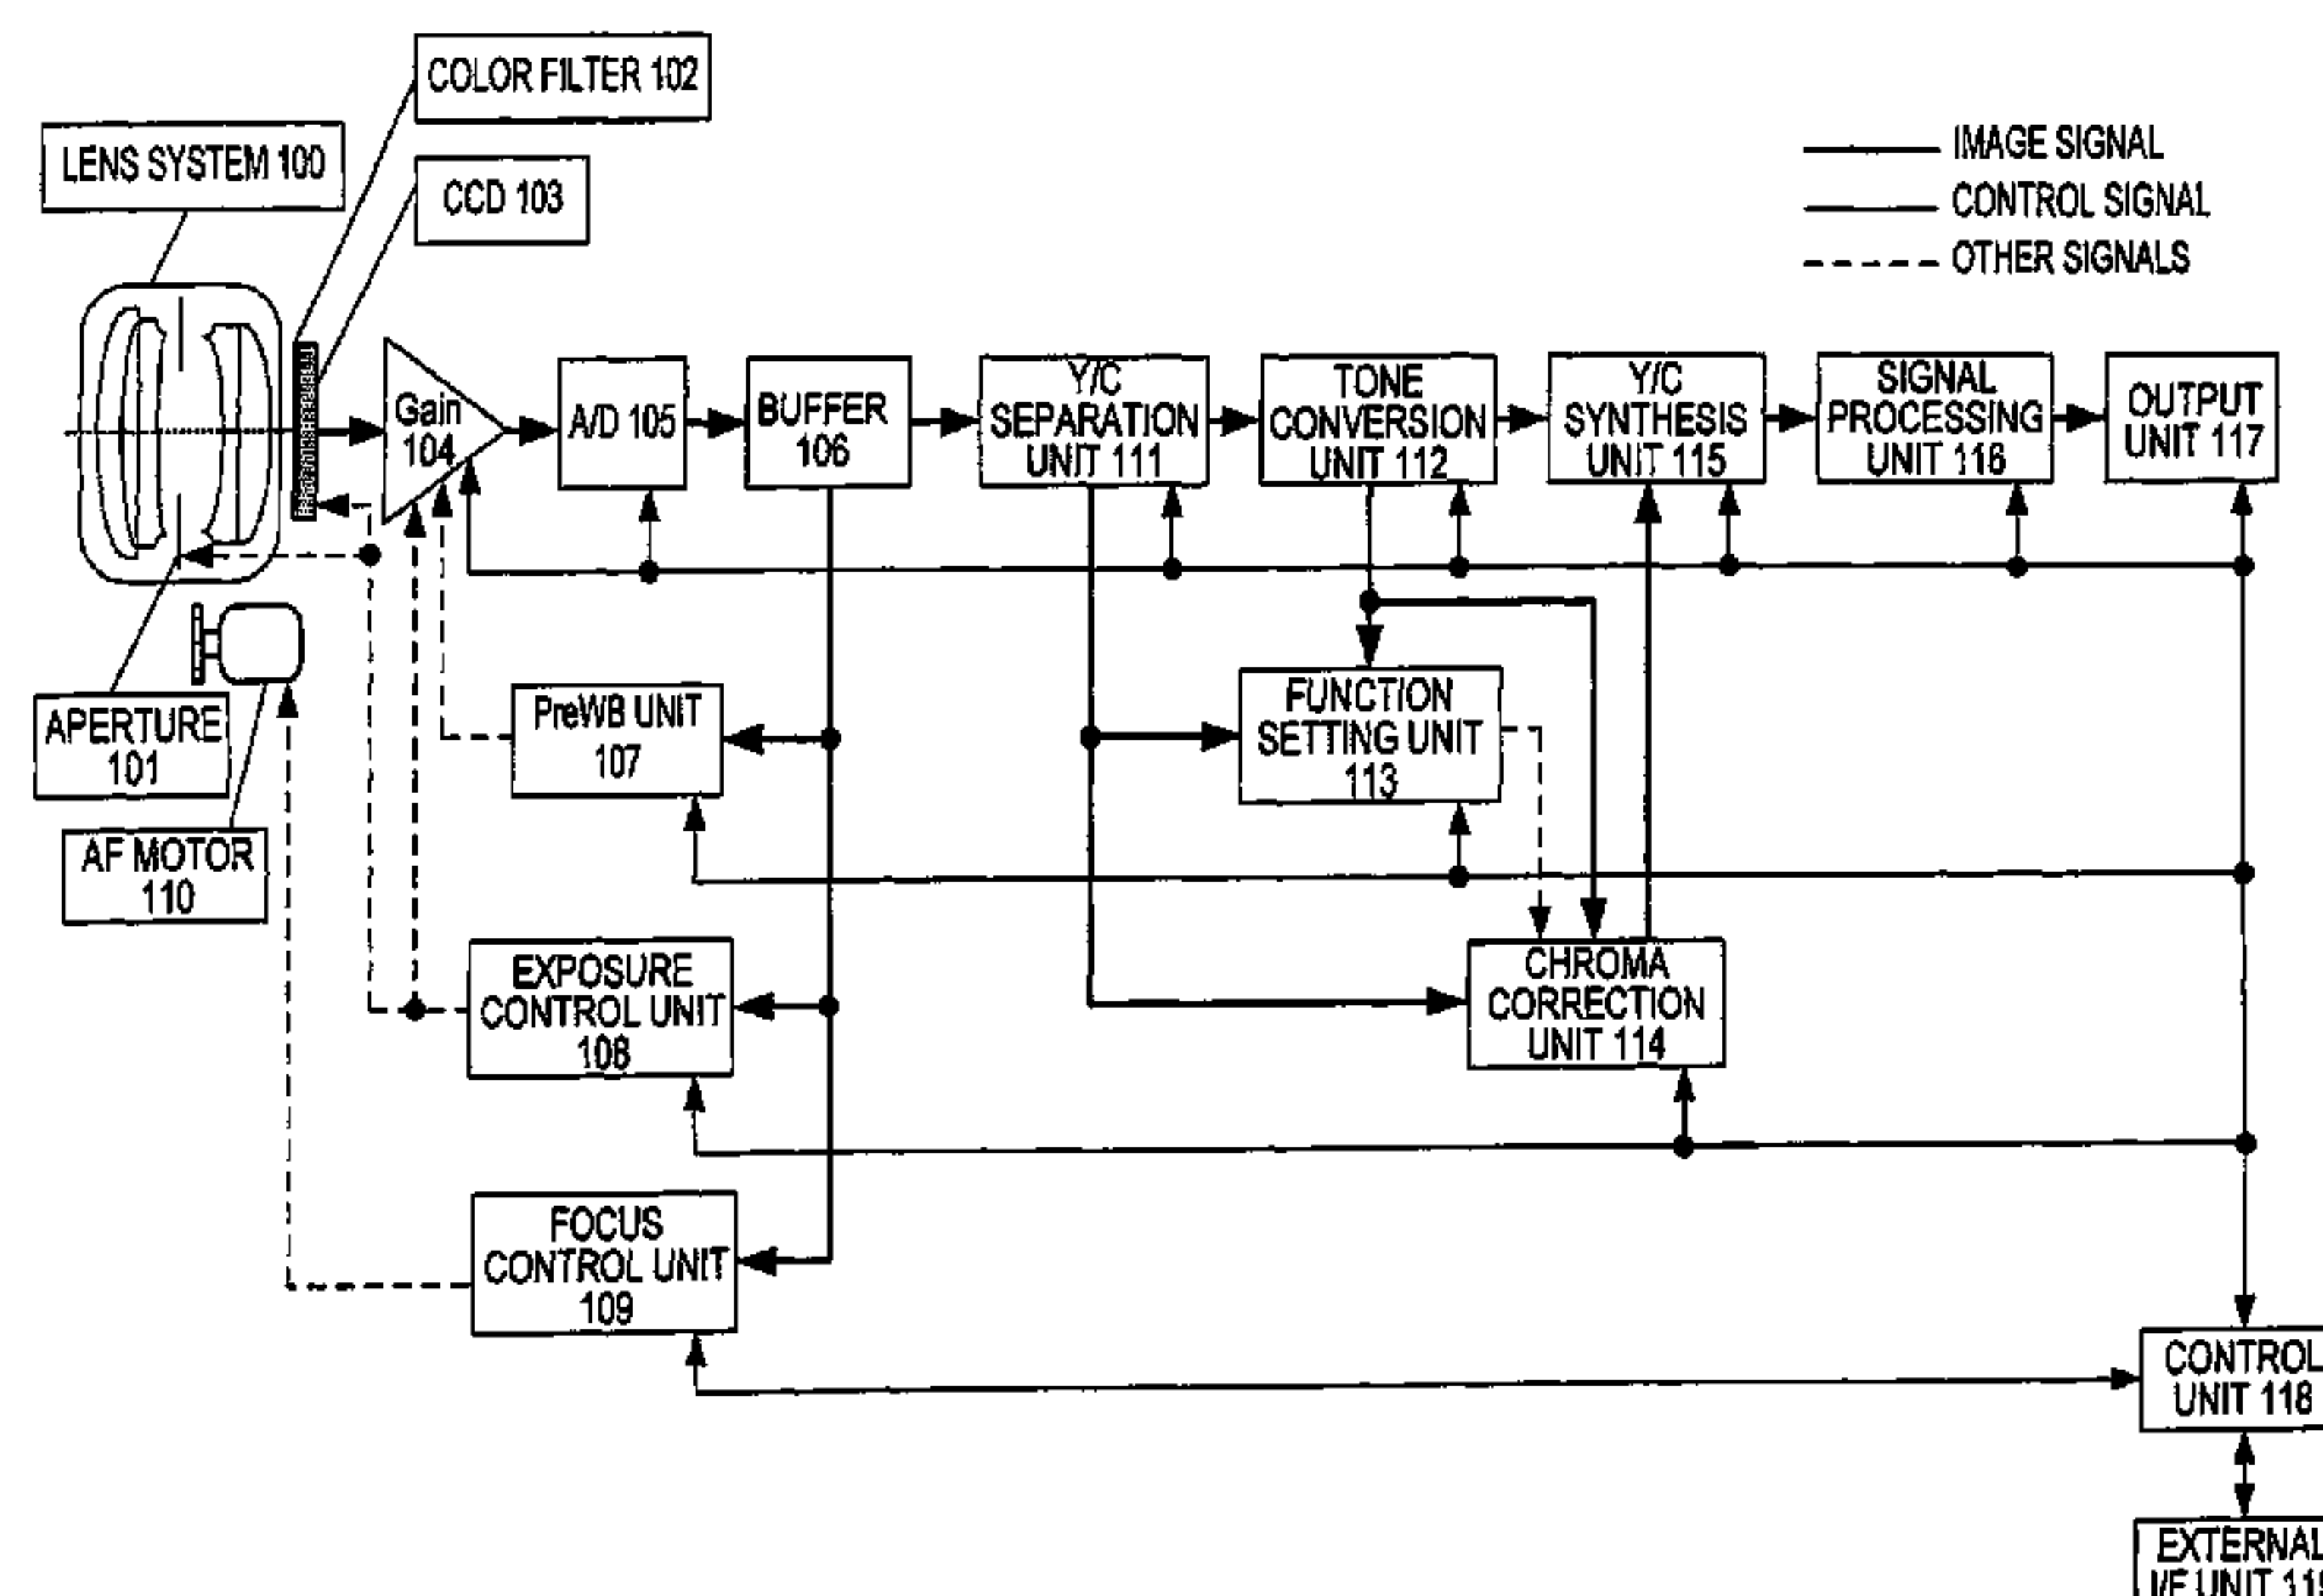 COLOR FILTER 102
LENS SYSTEM 100
CCD 103
IMAGE SIGNAL
CONTROL SIGNAL
OTHER SIGNALS
Gain
104
A/D 105
BUFFER
106
Y/C
SEPARATION
UNIT 111
TONE
CONVERSION
UNIT 112
Y/C
SYNTHESIS
UNIT 115
SIGNAL
PROCESSING
UNIT 116
OUTPUT
UNIT 117
APERTURE
101
AF MOTOR
110
PreWB UNIT
107
FUNCTION
SETTING UNIT
113
EXPOSURE
CONTROL UNIT
108
CHROMA
CORRECTION
UNIT 114
FOCUS
CONTROL UNIT
109
CONTROL
UNIT 118
EXTERNAL
I/F UNIT